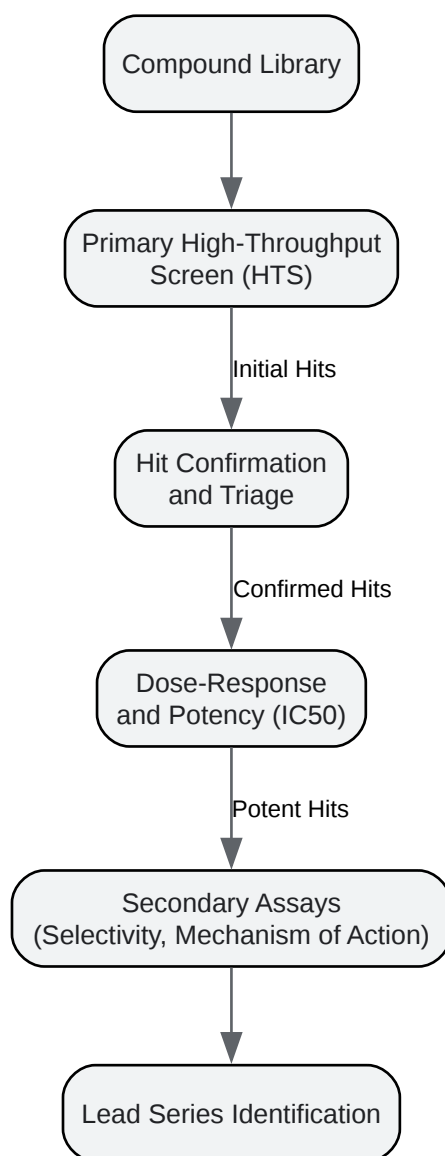 Compound Library
Primary High-Throughput
Screen (HTS)
Initial Hits
Hit Confirmation
and Triage
Confirmed Hits
Dose-Response
and Potency (IC50)
Potent Hits
Secondary Assays
(Selectivity, Mechanism of Action)
Lead Series Identification